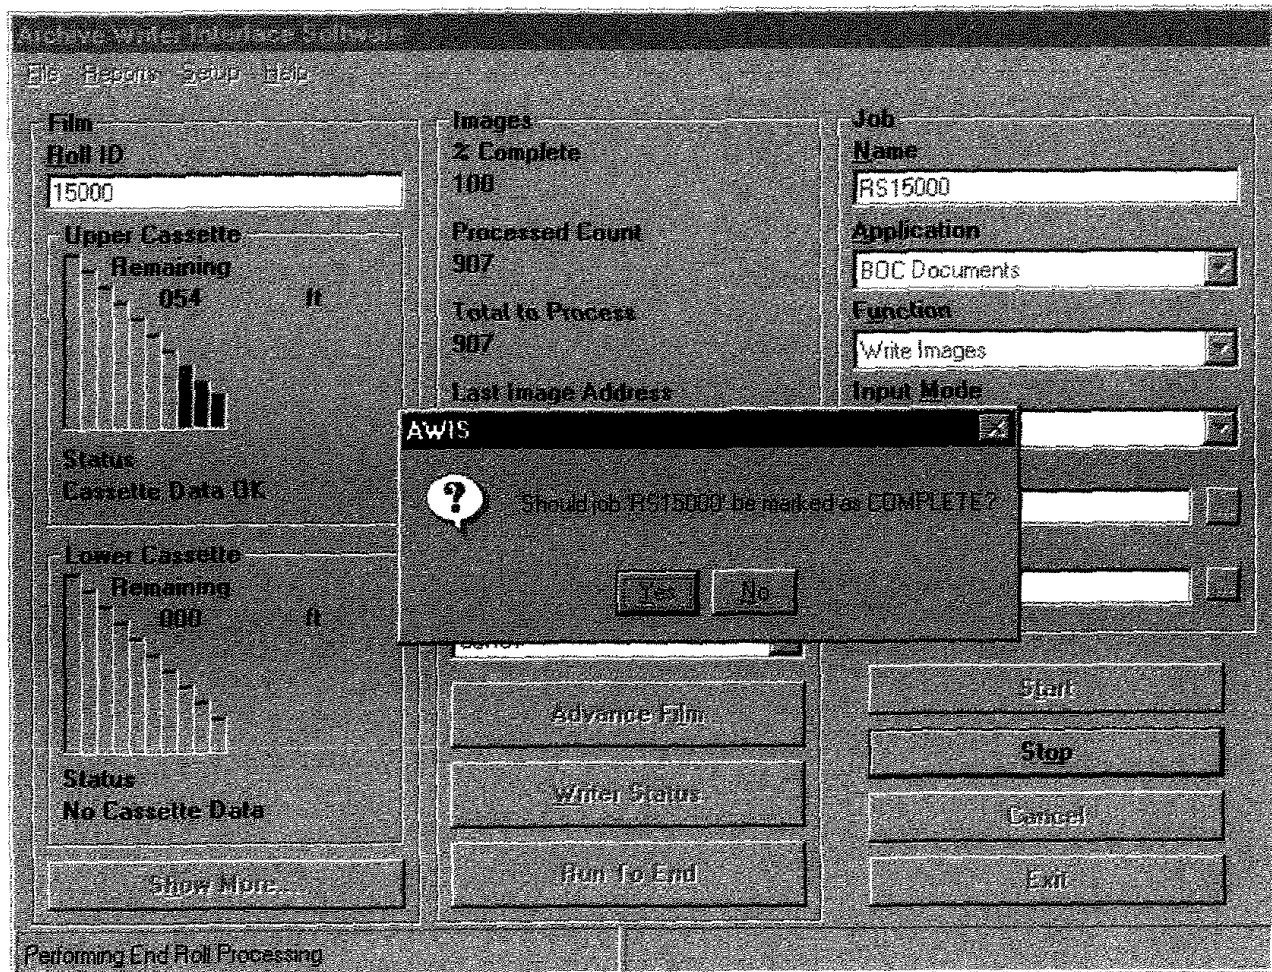 Archive Writer Interface Software
File Reports Setup Help
Film
Roll ID
15000
Upper Cassette
Remaining
054 ft
Status
Cassette Data OK
Lower Cassette
Remaining
000 ft
Status
No Cassette Data
Show More...
Images
% Complete
100
Processed Count
907
Total to Process
907
Last Image Address
Advance Film
Writer Status
Run To End
Job
Name
RS15000
Application
BOC Documents
Function
Write Images
Input Mode
AWIS
Should job 'RS15000' be marked as COMPLETE?
Yes No
Start
Stop
Cancel
Exit
Performing End Roll Processing